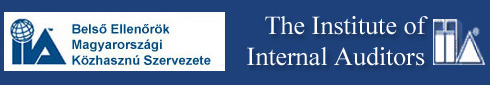 IIA
Belső Ellenőrök
Magyarországi
Közhasznú Szervezete
The Institute of
Internal Auditors
IIA